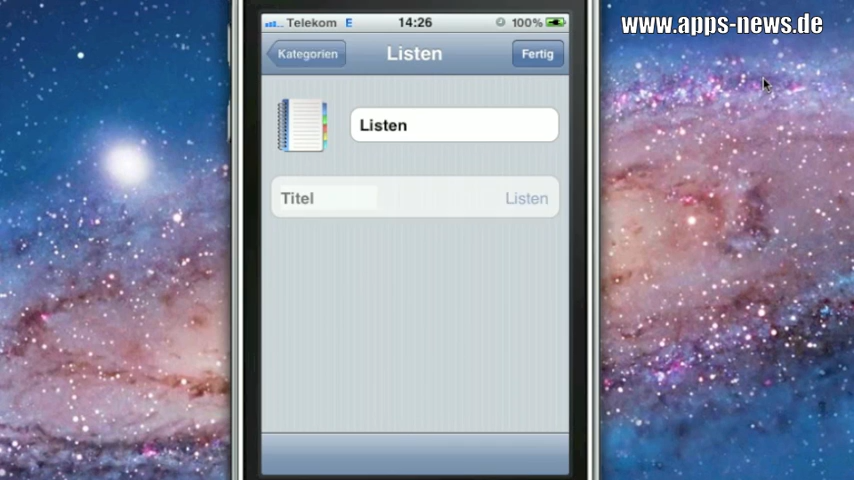 www.apps-news.de
Telekom E 14:26 100%
Kategorien Listen Fertig
Listen
Titel Listen